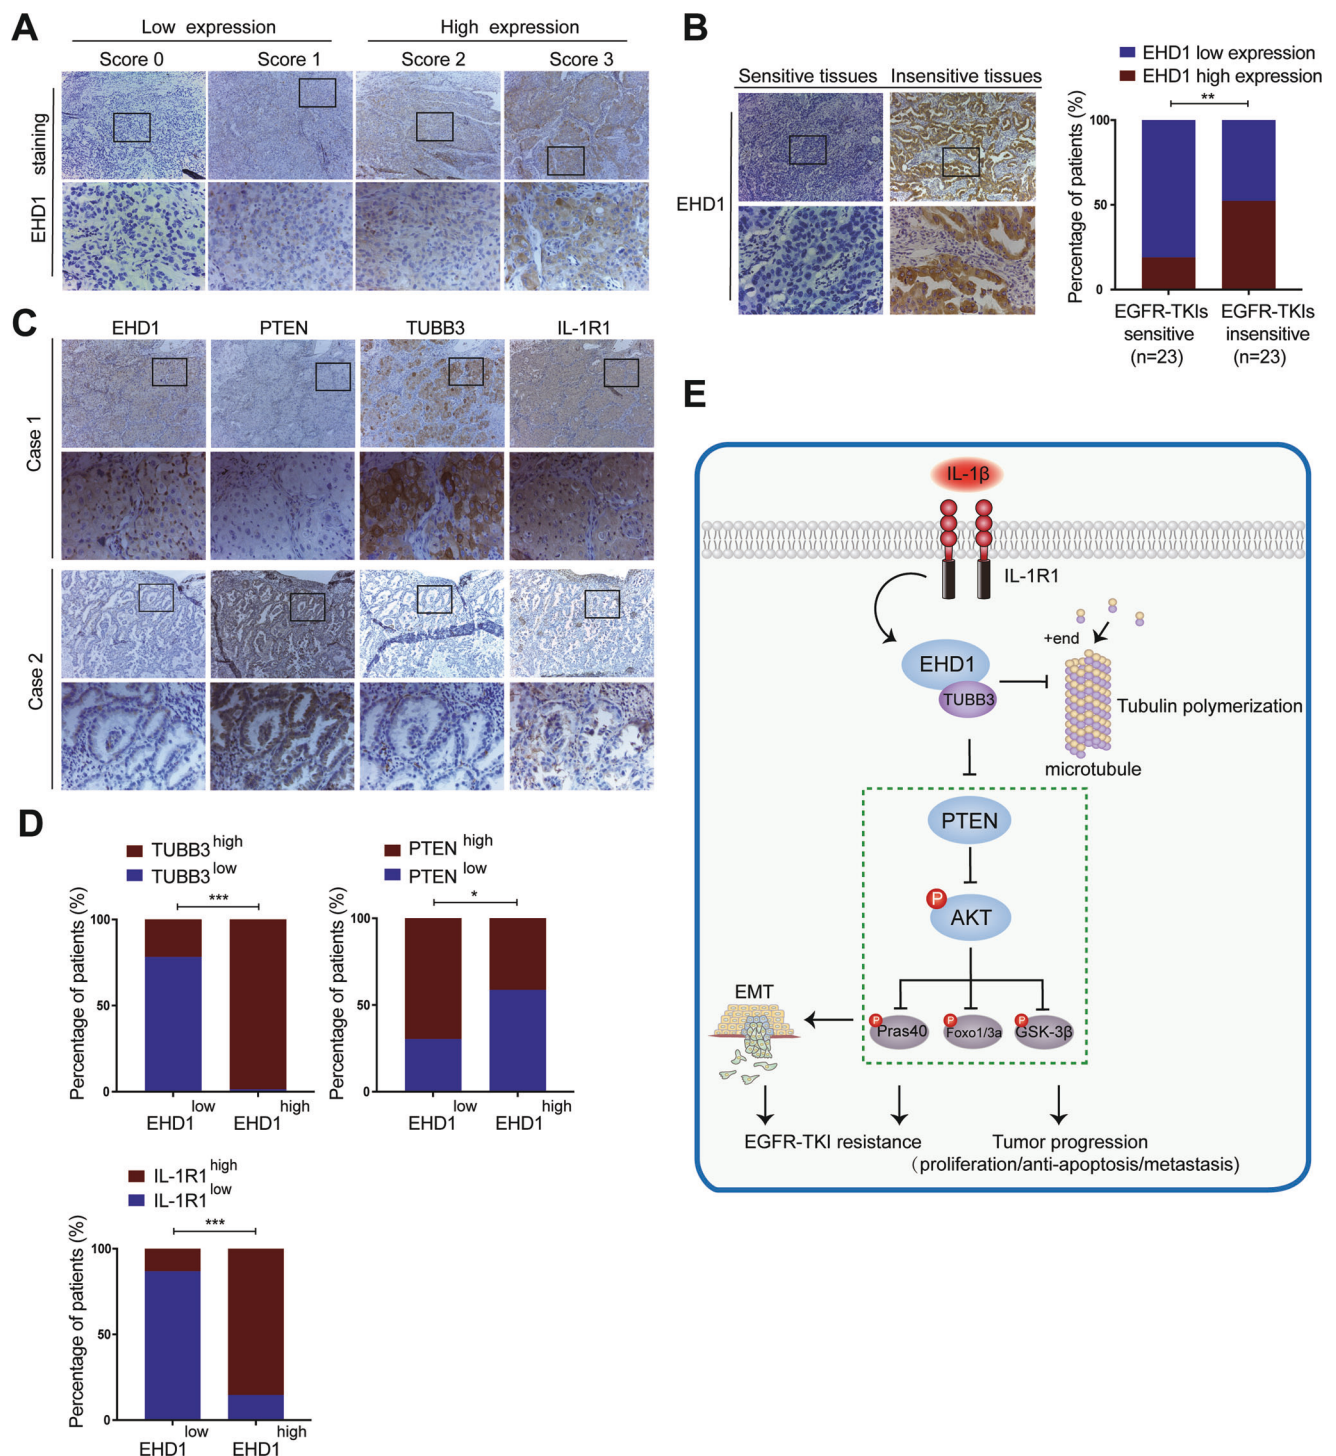 A
Low expression
High expression
Score 0
Score 1
Score 2
Score 3
EHD1 staining
B
Sensitive tissues
Insensitive tissues
EHD1
EHD1 low expression
EHD1 high expression
**
Percentage of patients (%)
100
50
0
EGFR-TKIs
sensitive
(n=23)
EGFR-TKIs
insensitive
(n=23)
C
EHD1
PTEN
TUBB3
IL-1R1
Case 1
Case 2
D
TUBB3 high
TUBB3 low
***
Percentage of patients (%)
100
50
0
EHD1 low
EHD1 high
PTEN high
PTEN low
*
Percentage of patients (%)
100
50
0
EHD1 low
EHD1 high
IL-1R1 high
IL-1R1 low
***
Percentage of patients (%)
100
50
0
EHD1 low
EHD1 high
E
IL-1β
IL-1R1
+end
EHD1
TUBB3
Tubulin polymerization
microtubule
PTEN
P
AKT
EMT
P
Pras40
P
Foxo1/3a
P
GSK-3β
EGFR-TKI resistance
Tumor progression
(proliferation/anti-apoptosis/metastasis)